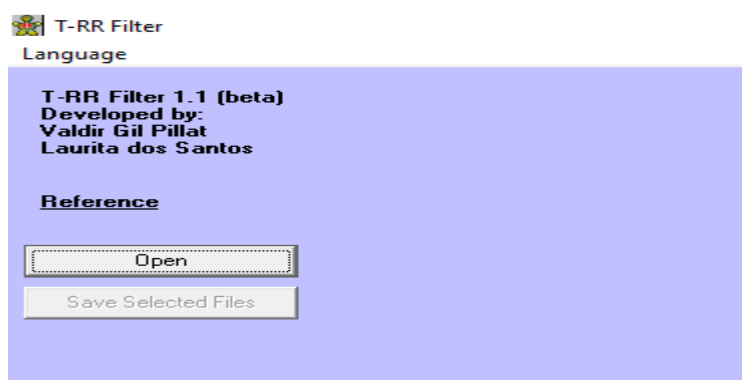 T-RR Filter
Language
T-RR Filter 1.1 (beta)
Developed by:
Valdir Gil Pillat
Laurita dos Santos
Reference
Open
Save Selected Files